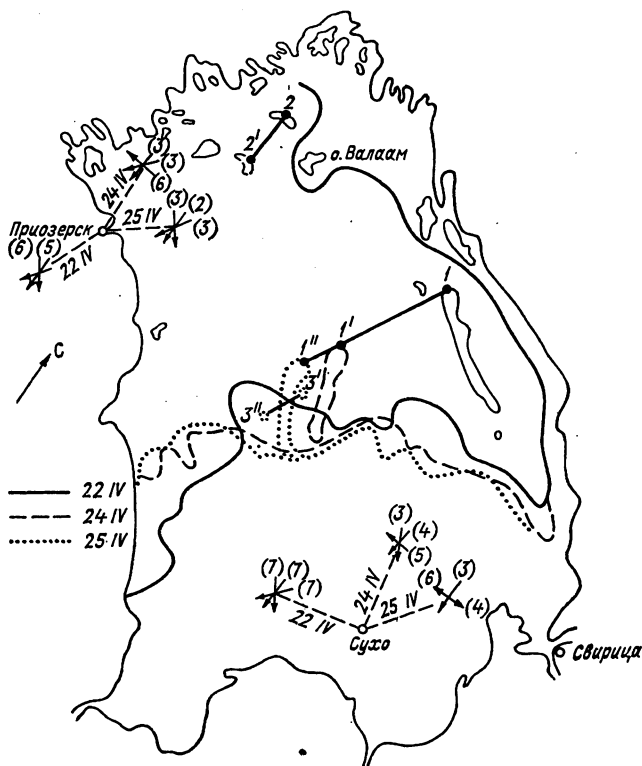 2
2'
о. Валаам
(3)
(3)
(6)
24 IV
Приозерск
25 IV
(3) (2)
(3)
(6) (5)
22 IV
1
1" 1'
С
3'
3"
22 IV
24 IV
25 IV
(3)
(4)
(5)
24 IV
(7) (7)
(7)
22 IV
(6) (3)
(4)
25 IV
Сухо
Свирица